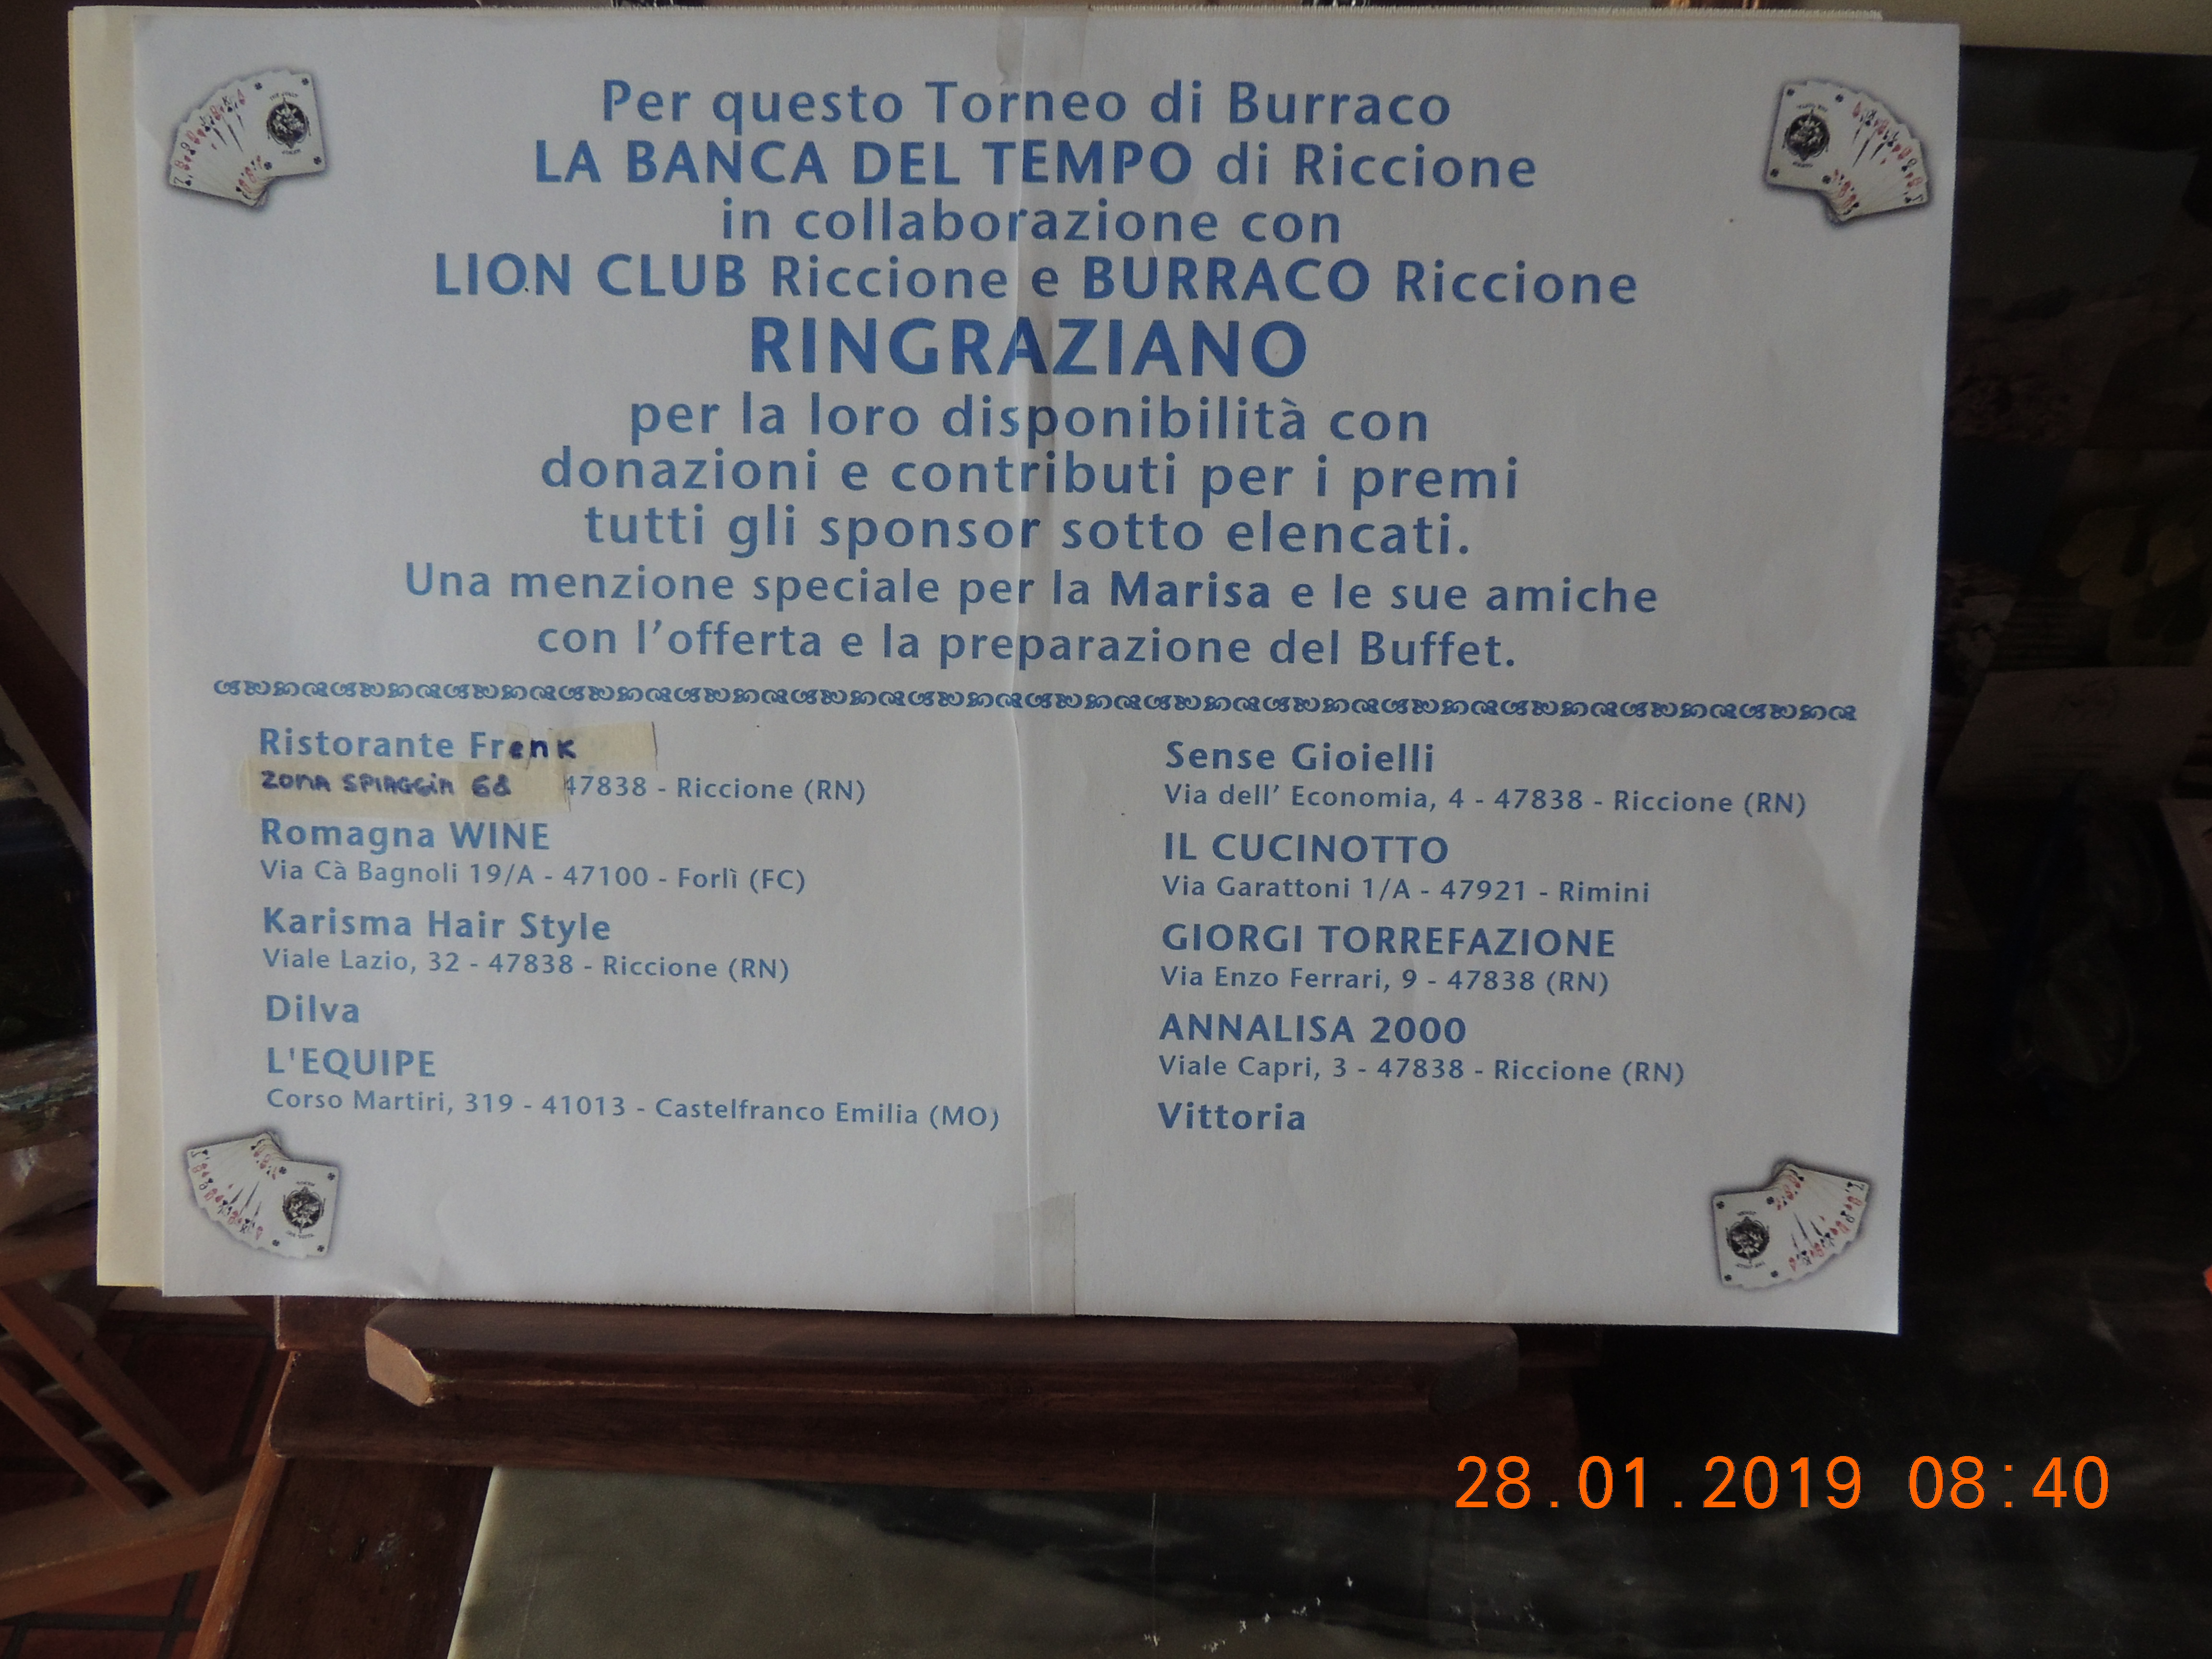 Per questo Torneo di Burraco
LA BANCA DEL TEMPO di Riccione
in collaborazione con
LION CLUB Riccione e BURRACO Riccione
RINGRAZIANO
per la loro disponibilità con
donazioni e contributi per i premi
tutti gli sponsor sotto elencati.
Una menzione speciale per la Marisa e le sue amiche
con l'offerta e la preparazione del Buffet.
Ristorante Frenk
ZONA SPIAGGIA 68 47838 - Riccione (RN)
Romagna WINE
Via Cà Bagnoli 19/A - 47100 - Forlì (FC)
Karisma Hair Style
Viale Lazio, 32 - 47838 - Riccione (RN)
Dilva
L'EQUIPE
Corso Martiri, 319 - 41013 - Castelfranco Emilia (MO)
Sense Gioielli
Via dell' Economia, 4 - 47838 - Riccione (RN)
IL CUCINOTTO
Via Garattoni 1/A - 47921 - Rimini
GIORGI TORREFAZIONE
Via Enzo Ferrari, 9 - 47838 (RN)
ANNALISA 2000
Viale Capri, 3 - 47838 - Riccione (RN)
Vittoria
28.01.2019 08:40